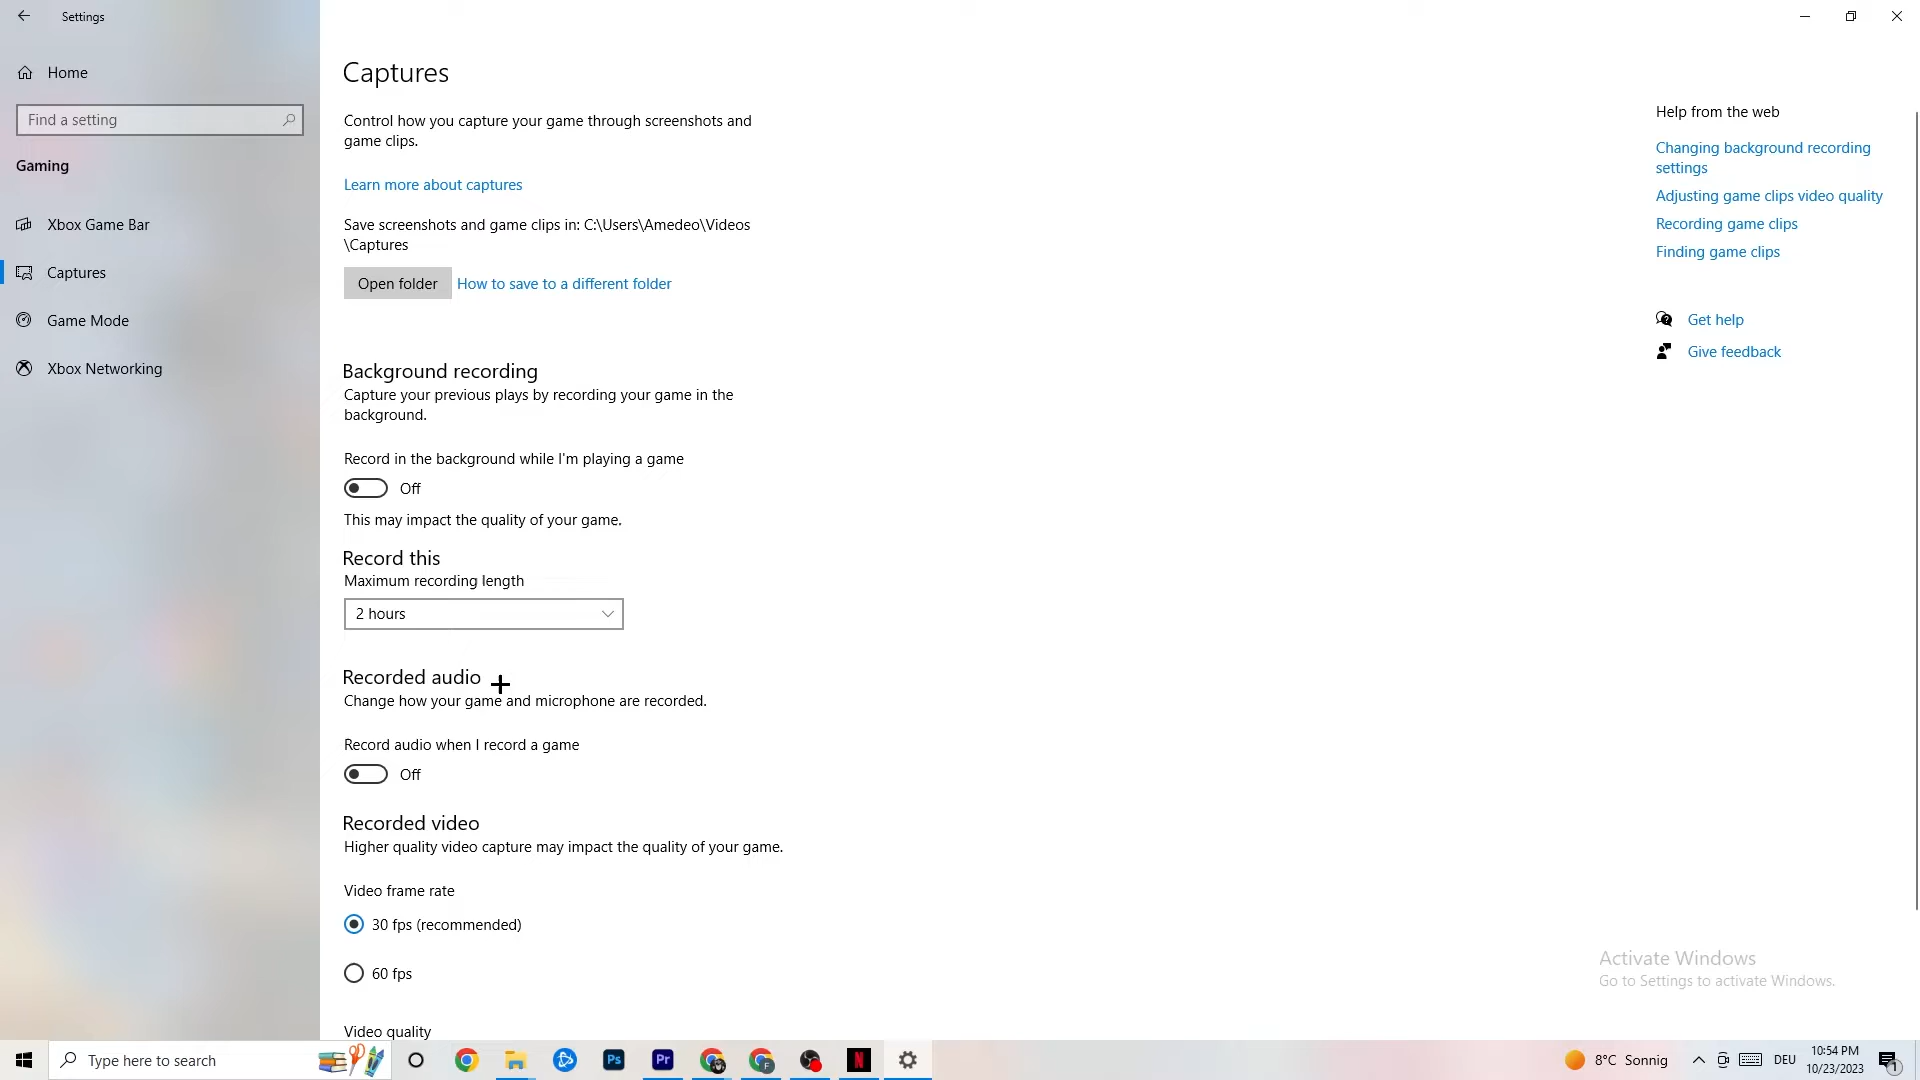 Settings
Home
Find a setting
Gaming
Xbox Game Bar
Captures
Game Mode
Xbox Networking
Captures
Control how you capture your game through screenshots and
game clips.
Learn more about captures
Save screenshots and game clips in: C:\Users\Amedeo\Videos
\Captures
Open folder
How to save to a different folder
Background recording
Capture your previous plays by recording your game in the
background.
Record in the background while I'm playing a game
Off
This may impact the quality of your game.
Record this
Maximum recording length
2 hours
Recorded audio
Change how your game and microphone are recorded.
Record audio when I record a game
Off
Recorded video
Higher quality video capture may impact the quality of your game.
Video frame rate
30 fps (recommended)
60 fps
Video quality
Help from the web
Changing background recording
settings
Adjusting game clips video quality
Recording game clips
Finding game clips
Get help
Give feedback
Activate Windows
Go to Settings to activate Windows.
Type here to search
Ps
Pr
F
N
8°C Sonnig
DEU
10:54 PM
10/23/2023
1